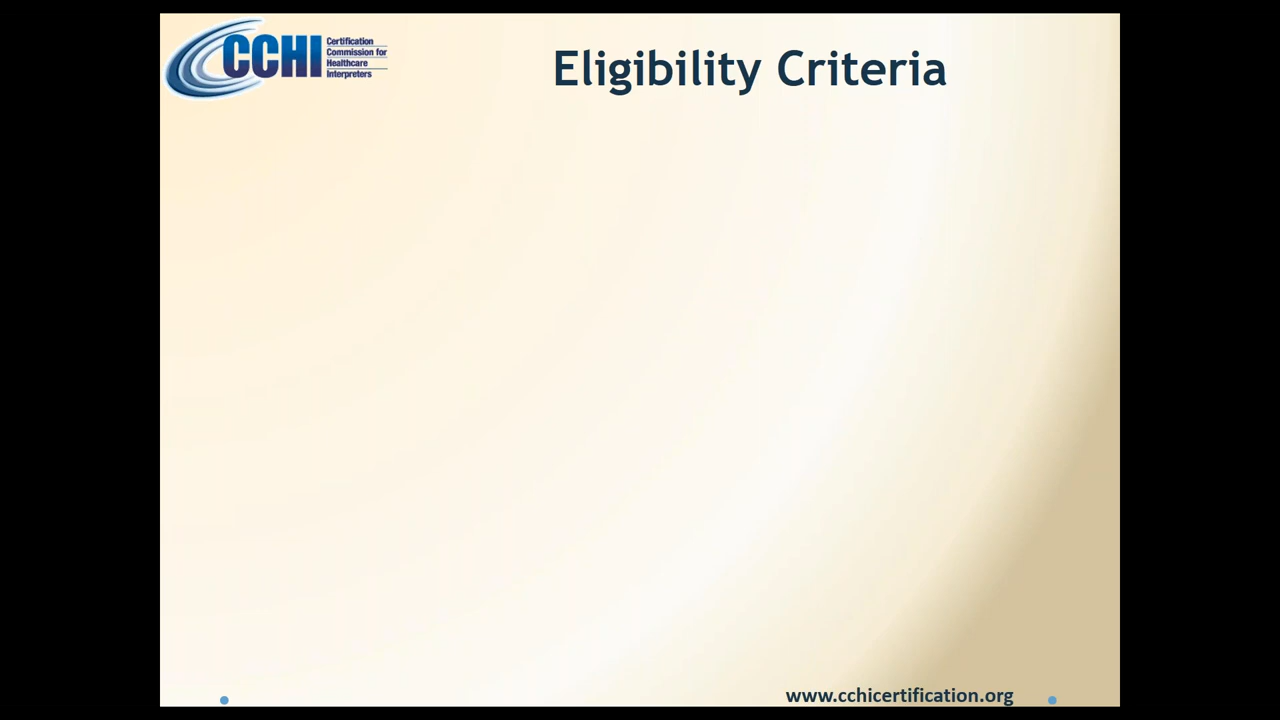 CCHI
Certification
Commission for
Healthcare
Interpreters
Eligibility Criteria
www.cchicertification.org